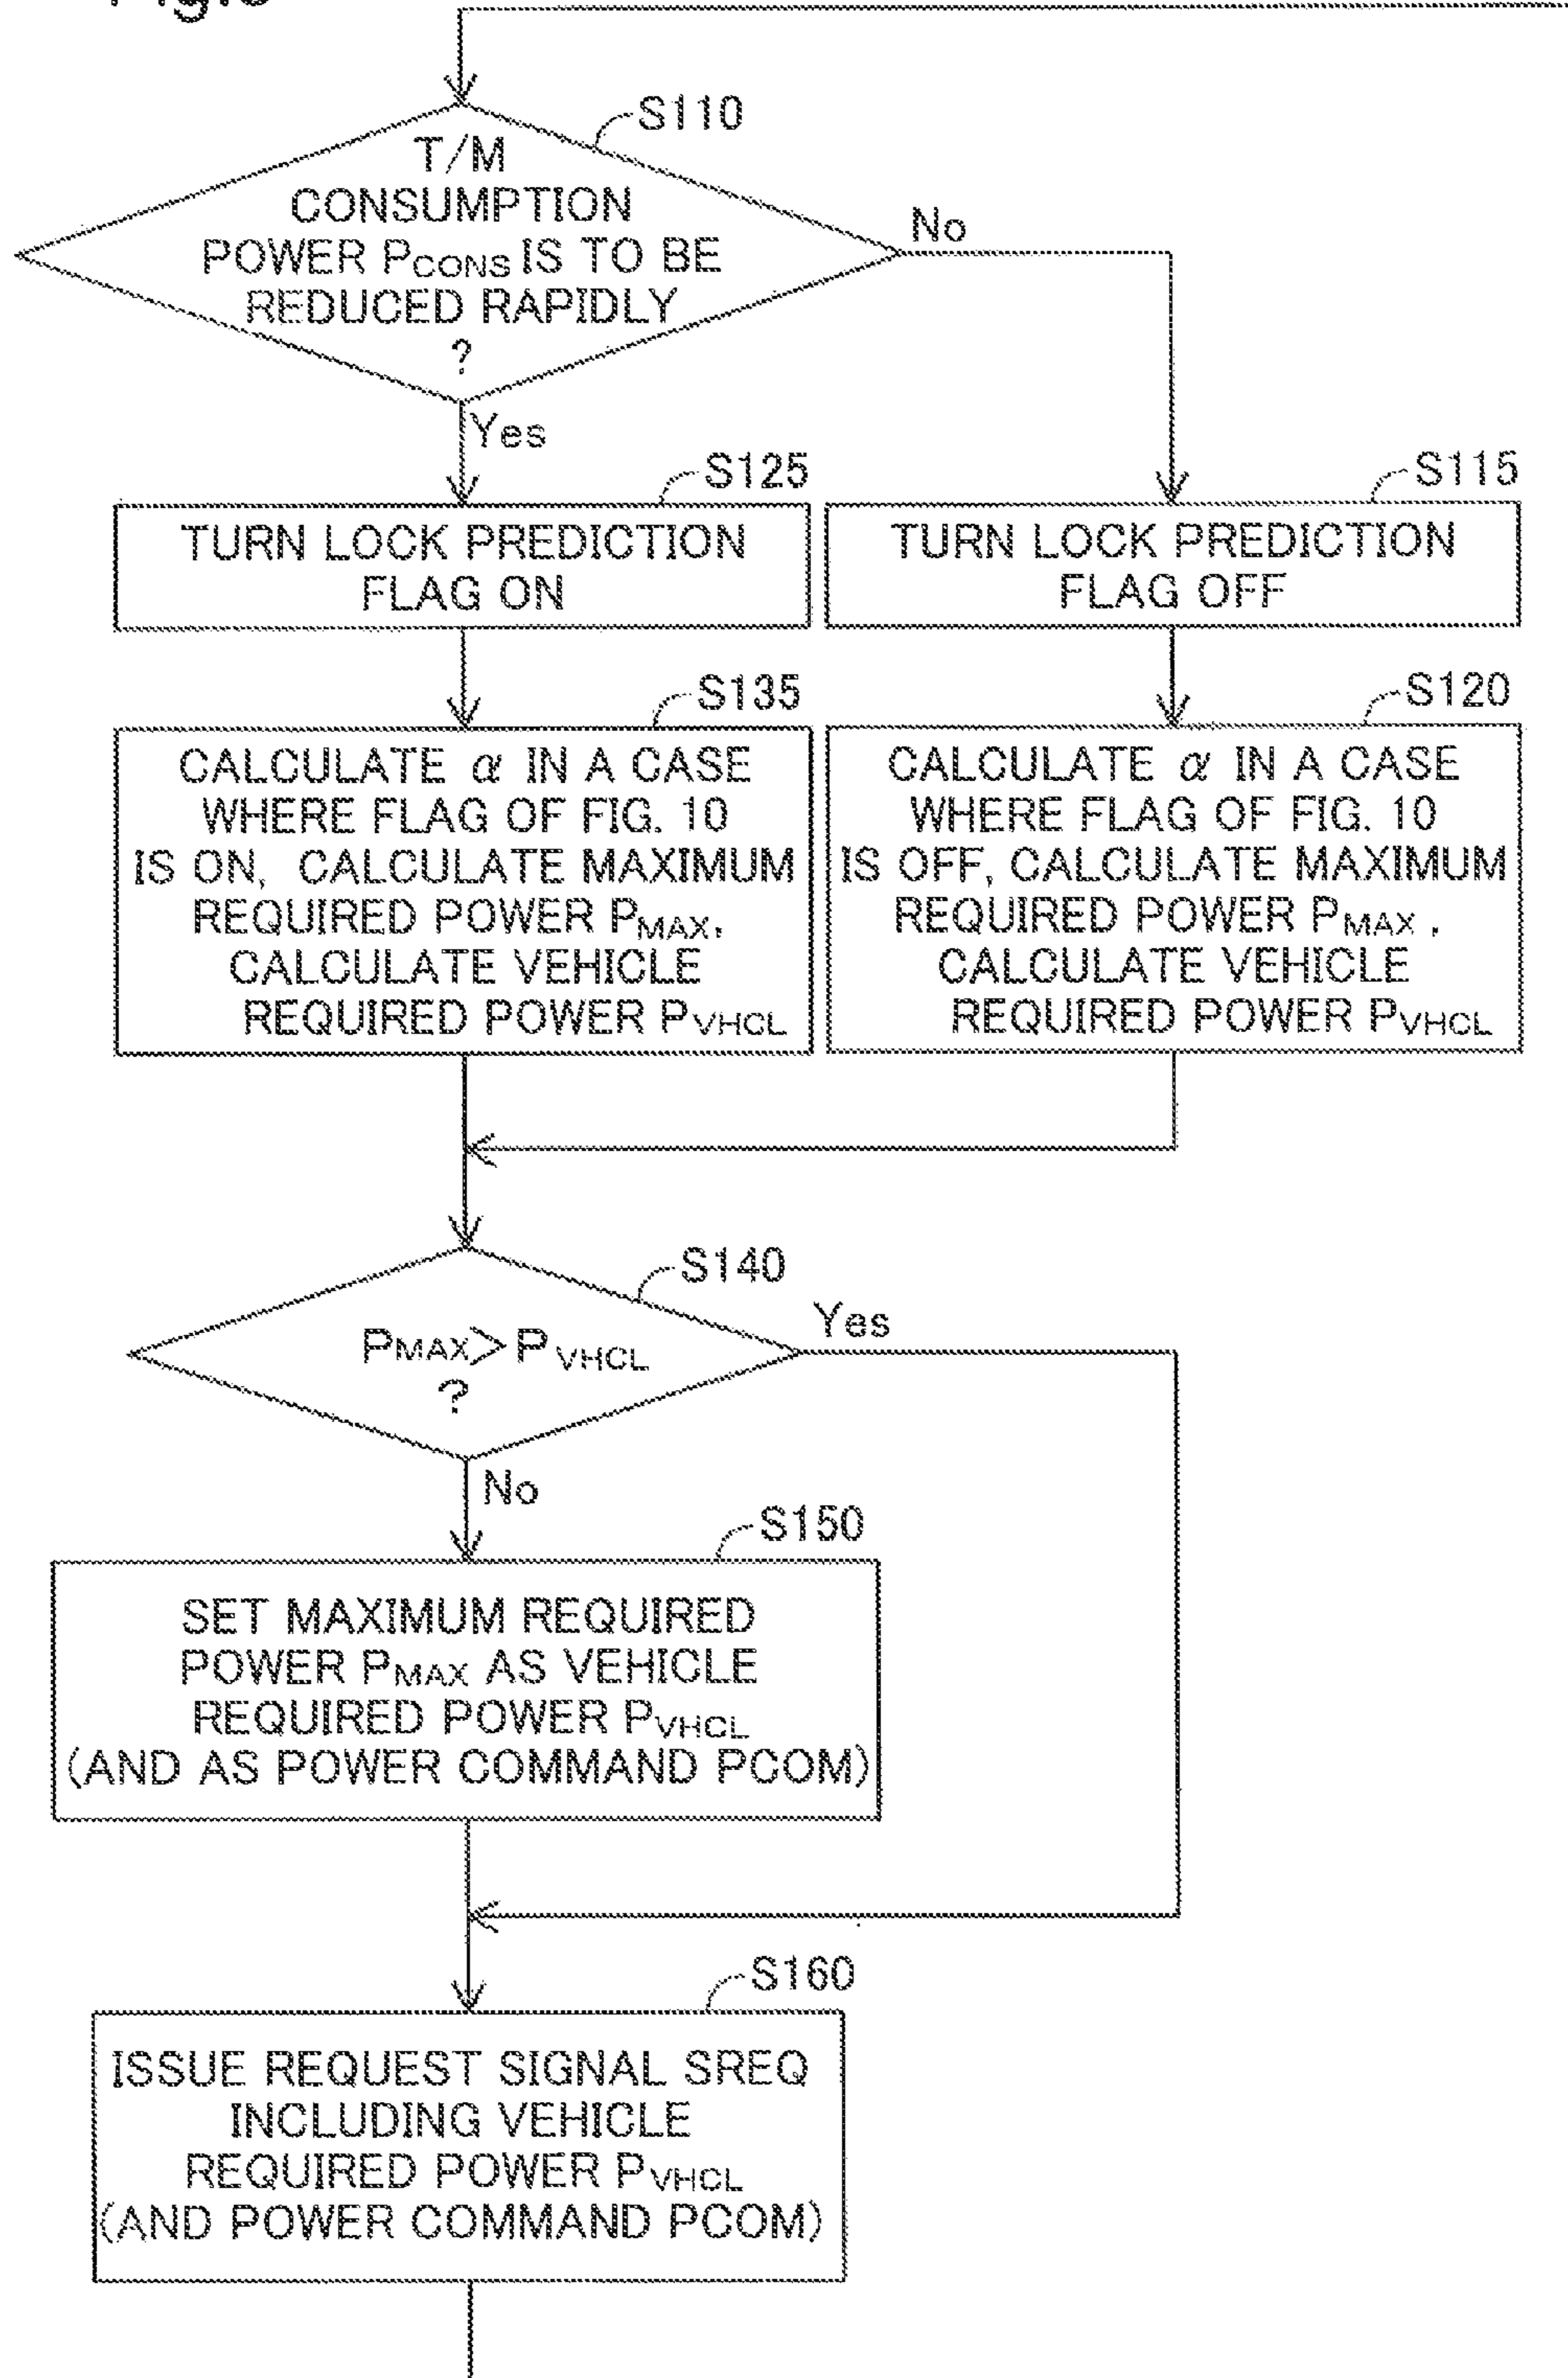 S110
T/M
CONSUMPTION
POWER PCONS IS TO BE
REDUCED RAPIDLY
?
No
Yes
S125
TURN LOCK PREDICTION
FLAG ON
S115
TURN LOCK PREDICTION
FLAG OFF
S135
CALCULATE α IN A CASE
WHERE FLAG OF FIG. 10
IS ON, CALCULATE MAXIMUM
REQUIRED POWER PMAX,
CALCULATE VEHICLE
REQUIRED POWER PVHCL
S120
CALCULATE α IN A CASE
WHERE FLAG OF FIG. 10
IS OFF, CALCULATE MAXIMUM
REQUIRED POWER PMAX ,
CALCULATE VEHICLE
REQUIRED POWER PVHCL
S140
PMAX> PVHCL
?
Yes
No
S150
SET MAXIMUM REQUIRED
POWER PMAX AS VEHICLE
REQUIRED POWER PVHCL
(AND AS POWER COMMAND PCOM)
S160
ISSUE REQUEST SIGNAL SREQ
INCLUDING VEHICLE
REQUIRED POWER PVHCL
(AND POWER COMMAND PCOM)